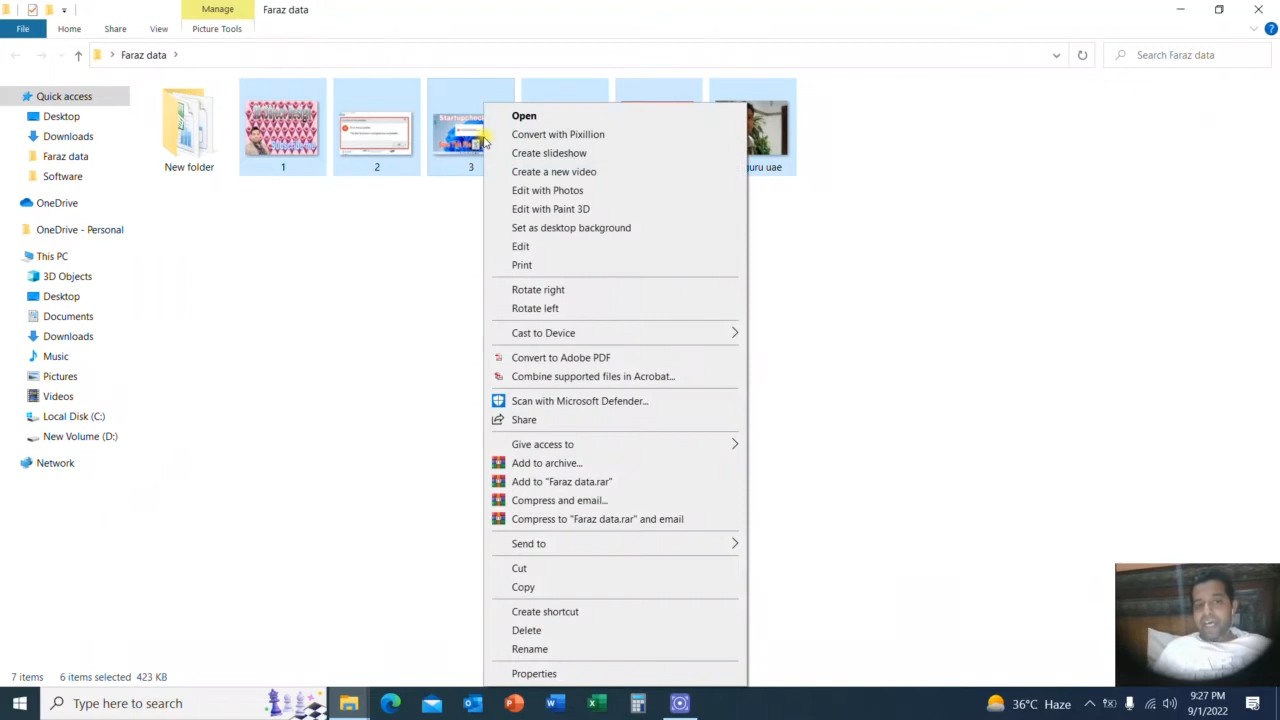 Manage
Faraz data
File
Home
Share
View
Picture Tools
Faraz data
Search Faraz data
Quick access
Desktop
Downloads
Faraz data
Software
OneDrive
OneDrive - Personal
This PC
3D Objects
Desktop
Documents
Downloads
Music
Pictures
Videos
Local Disk (C:)
New Volume (D:)
Network
New folder
1
2
3
guru uae
Open
Convert with Pixillion
Create slideshow
Create a new video
Edit with Photos
Edit with Paint 3D
Set as desktop background
Edit
Print
Rotate right
Rotate left
Cast to Device
Convert to Adobe PDF
Combine supported files in Acrobat...
Scan with Microsoft Defender...
Share
Give access to
Add to archive...
Add to "Faraz data.rar"
Compress and email...
Compress to "Faraz data.rar" and email
Send to
Cut
Copy
Create shortcut
Delete
Rename
Properties
7 items
6 items selected
423 KB
Type here to search
36°C Haze
9:27 PM
9/1/2022